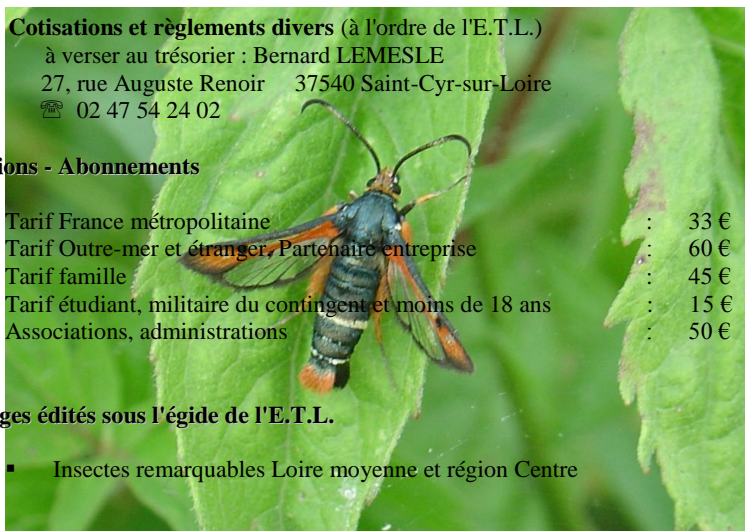 Cotisations et règlements divers (à l'ordre de l'E.T.L.)
à verser au trésorier : Bernard LEMESLE
27, rue Auguste Renoir 37540 Saint-Cyr-sur-Loire
☏ 02 47 54 24 02
ions - Abonnements
Tarif France métropolitaine : 33 €
Tarif Outre-mer et étranger, Partenaire entreprise : 60 €
Tarif famille : 45 €
Tarif étudiant, militaire du contingent et moins de 18 ans : 15 €
Associations, administrations : 50 €
ges édités sous l'égide de l'E.T.L.
▪ Insectes remarquables Loire moyenne et région Centre